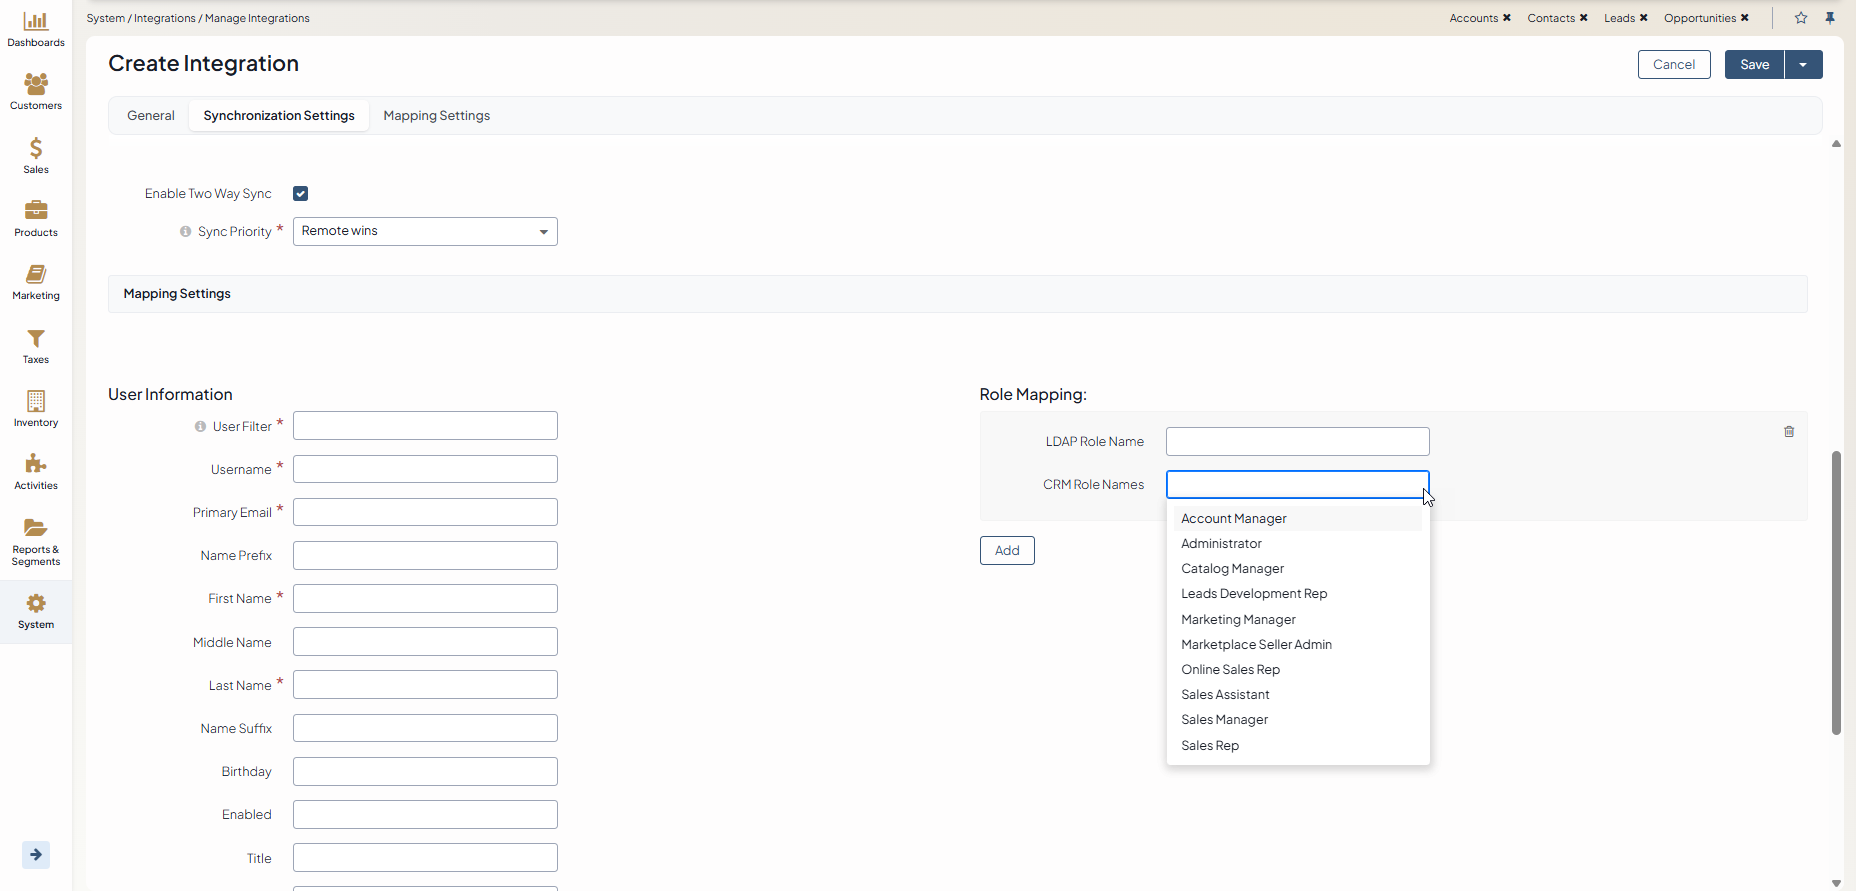 System / Integrations / Manage Integrations
Accounts ✖ Contacts ✖ Leads ✖ Opportunities ✖
Dashboards
Customers
Sales
Products
Marketing
Taxes
Inventory
Activities
Reports &
Segments
System
Create Integration
Cancel
Save
General
Synchronization Settings
Mapping Settings
Enable Two Way Sync
Sync Priority *
Remote wins
Mapping Settings
User Information
User Filter *
Username *
Primary Email *
Name Prefix
First Name *
Middle Name
Last Name *
Name Suffix
Birthday
Enabled
Title
Role Mapping:
LDAP Role Name
CRM Role Names
Account Manager
Administrator
Catalog Manager
Leads Development Rep
Marketing Manager
Marketplace Seller Admin
Online Sales Rep
Sales Assistant
Sales Manager
Sales Rep
Add